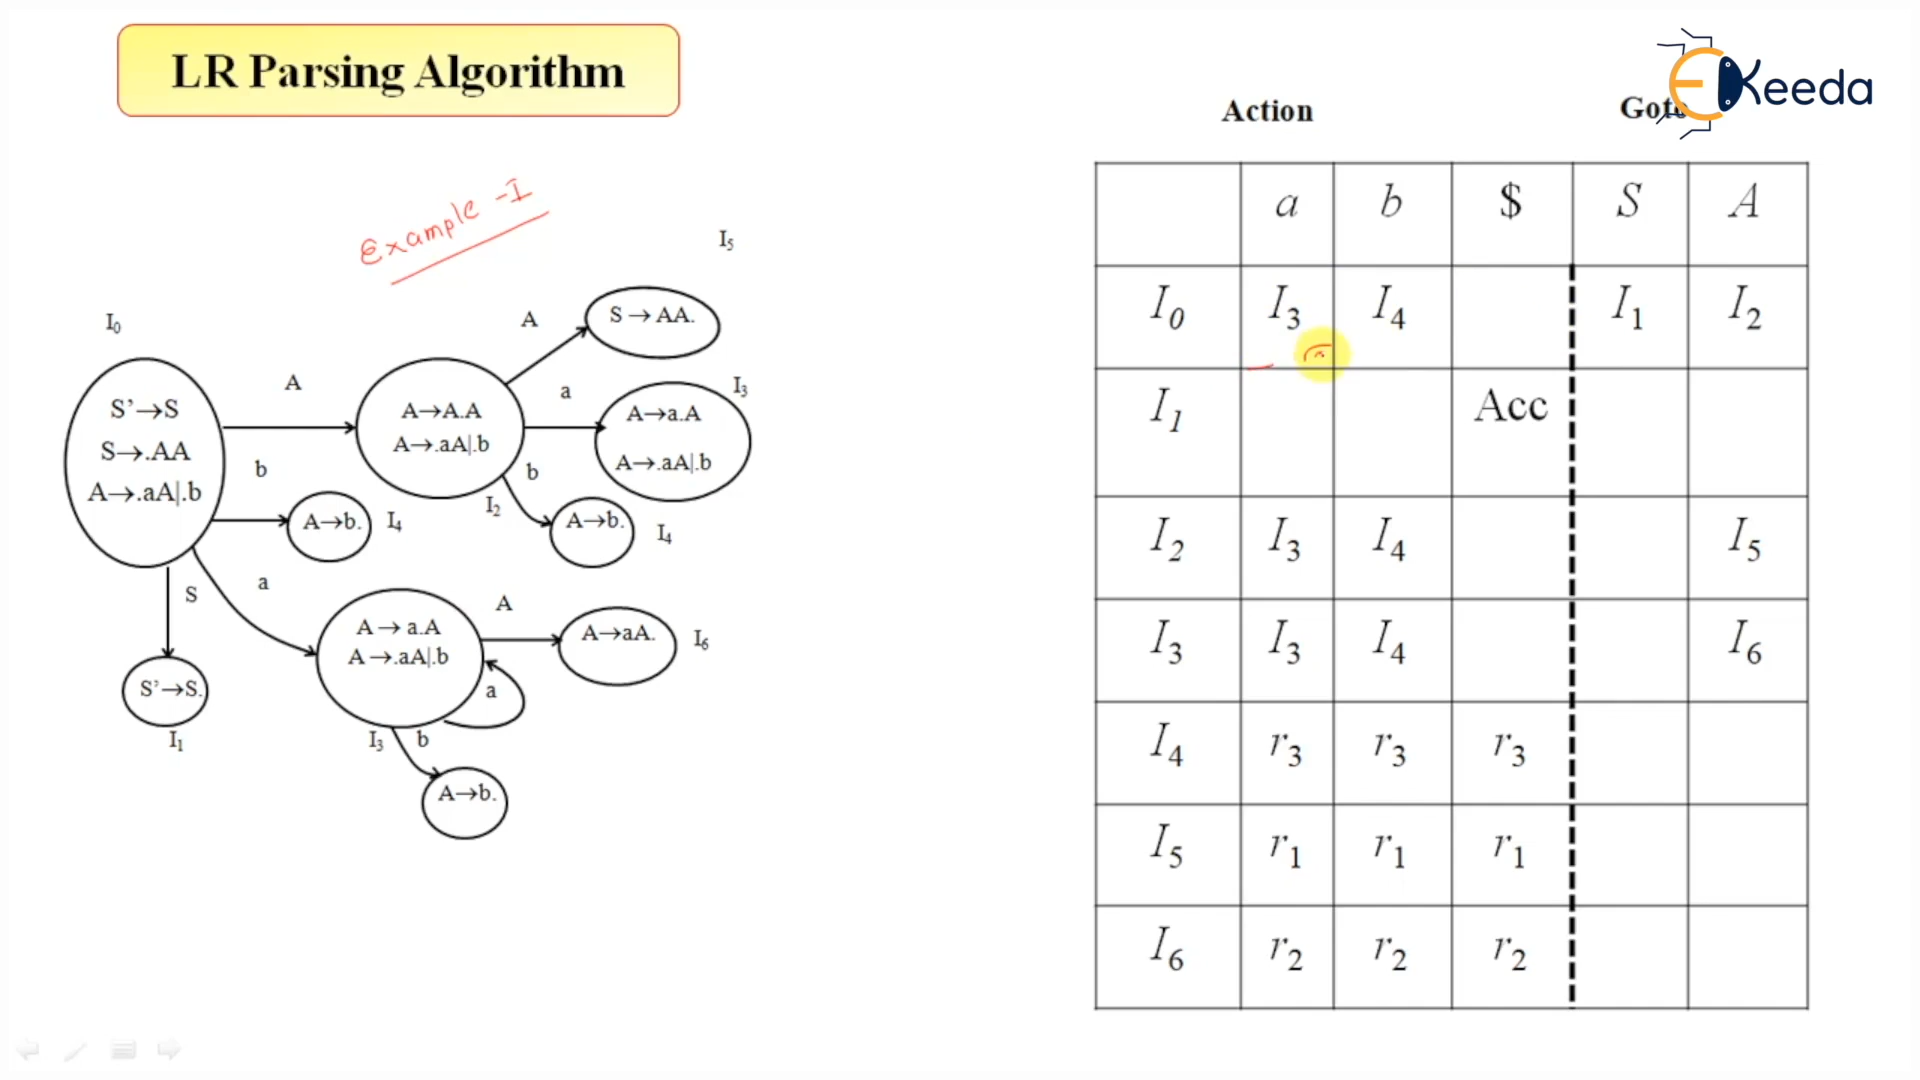 LR Parsing Algorithm
EKeeda
Action Goto
Example-I
I5
I0
A
S → AA.
S'→S
S→.AA
A→.aA|.b
A
A→A.A
A→.aA|.b
a
I3
A→a.A
A→.aA|.b
b
A→b.
I4
I2
b
A→b.
I4
S
a
S'→S.
I1
A → a.A
A →.aA|.b
A
A→aA.
I6
a
I3
b
A→b.
a b $ S A
I0 I3 I4 I1 I2
I1 Acc
I2 I3 I4 I5
I3 I3 I4 I6
I4 r3 r3 r3
I5 r1 r1 r1
I6 r2 r2 r2